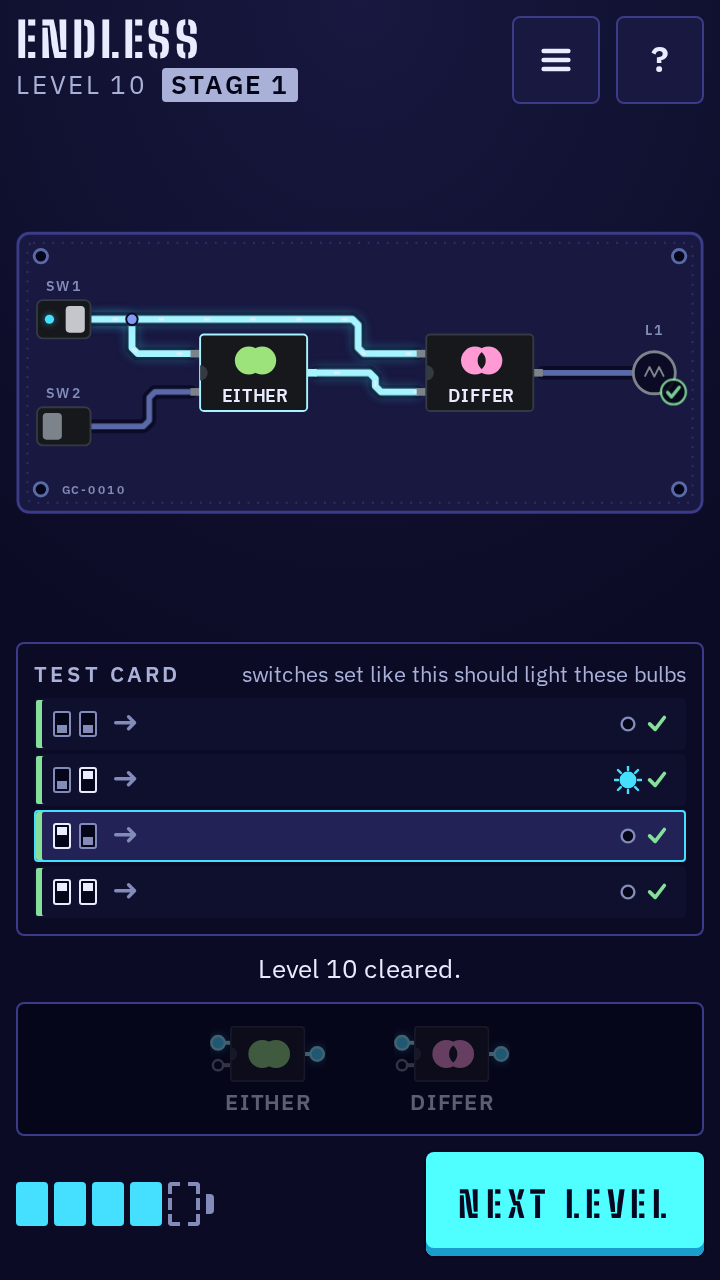 ENDLESS
LEVEL 10 STAGE 1
?
SW1
L1
EITHER
DIFFER
SW2
GC-0010
TEST CARD switches set like this should light these bulbs
Level 10 cleared.
EITHER DIFFER
NEXT LEVEL